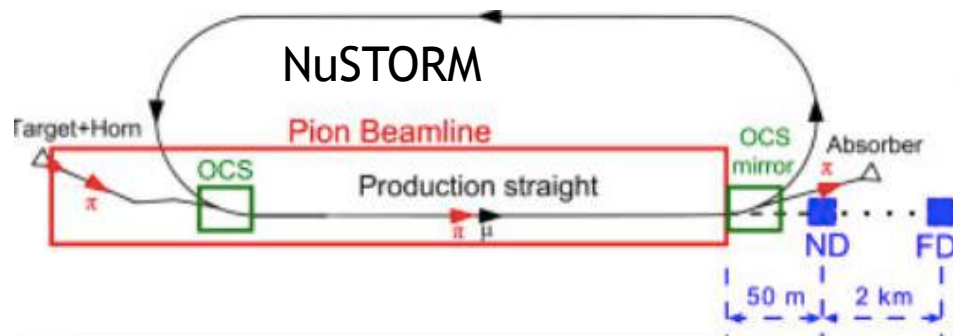 NuSTORM
Target+Horn
Pion Beamline
OCS
OCS
mirror
Absorber
π
Production straight
π
π μ
ND
FD
50 m
2 km